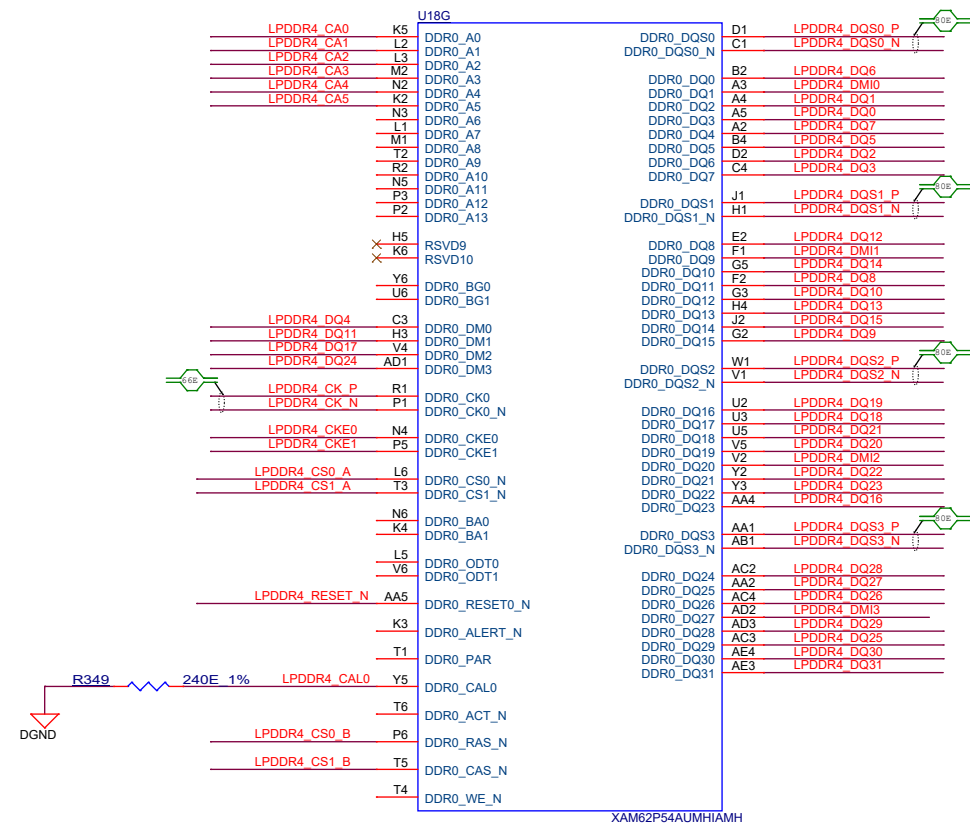 U18G
LPDDR4_CA0 K5 DDR0_A0
LPDDR4_CA1 L2 DDR0_A1
LPDDR4_CA2 L3 DDR0_A2
LPDDR4_CA3 M2 DDR0_A3
LPDDR4_CA4 N2 DDR0_A4
LPDDR4_CA5 K2 DDR0_A5
N3 DDR0_A6
L1 DDR0_A7
M1 DDR0_A8
T2 DDR0_A9
R2 DDR0_A10
N5 DDR0_A11
P3 DDR0_A12
P2 DDR0_A13
H5 RSVD9
K6 RSVD10
Y6 DDR0_BG0
U6 DDR0_BG1
LPDDR4_DQ4 C3 DDR0_DM0
LPDDR4_DQ11 H3 DDR0_DM1
LPDDR4_DQ17 V4 DDR0_DM2
LPDDR4_DQ24 AD1 DDR0_DM3
66E
LPDDR4_CK_P R1 DDR0_CK0
LPDDR4_CK_N P1 DDR0_CK0_N
LPDDR4_CKE0 N4 DDR0_CKE0
LPDDR4_CKE1 P5 DDR0_CKE1
LPDDR4_CS0_A L6 DDR0_CS0_N
LPDDR4_CS1_A T3 DDR0_CS1_N
N6 DDR0_BA0
K4 DDR0_BA1
L5 DDR0_ODT0
V6 DDR0_ODT1
LPDDR4_RESET_N AA5 DDR0_RESET0_N
K3 DDR0_ALERT_N
T1 DDR0_PAR
R349 240E_1% LPDDR4_CAL0 Y5 DDR0_CAL0
DGND
T6 DDR0_ACT_N
LPDDR4_CS0_B P6 DDR0_RAS_N
LPDDR4_CS1_B T5 DDR0_CAS_N
T4 DDR0_WE_N
80E
DDR0_DQS0 D1 LPDDR4_DQS0_P
DDR0_DQS0_N C1 LPDDR4_DQS0_N
DDR0_DQ0 B2 LPDDR4_DQ6
DDR0_DQ1 A3 LPDDR4_DMI0
DDR0_DQ2 A4 LPDDR4_DQ1
DDR0_DQ3 A5 LPDDR4_DQ0
DDR0_DQ4 A2 LPDDR4_DQ7
DDR0_DQ5 B4 LPDDR4_DQ5
DDR0_DQ6 D2 LPDDR4_DQ2
DDR0_DQ7 C4 LPDDR4_DQ3
80E
DDR0_DQS1 J1 LPDDR4_DQS1_P
DDR0_DQS1_N H1 LPDDR4_DQS1_N
DDR0_DQ8 E2 LPDDR4_DQ12
DDR0_DQ9 F1 LPDDR4_DMI1
DDR0_DQ10 G5 LPDDR4_DQ14
DDR0_DQ11 F2 LPDDR4_DQ8
DDR0_DQ12 G3 LPDDR4_DQ10
DDR0_DQ13 H4 LPDDR4_DQ13
DDR0_DQ14 J2 LPDDR4_DQ15
DDR0_DQ15 G2 LPDDR4_DQ9
80E
DDR0_DQS2 W1 LPDDR4_DQS2_P
DDR0_DQS2_N V1 LPDDR4_DQS2_N
DDR0_DQ16 U2 LPDDR4_DQ19
DDR0_DQ17 U3 LPDDR4_DQ18
DDR0_DQ18 U5 LPDDR4_DQ21
DDR0_DQ19 V5 LPDDR4_DQ20
DDR0_DQ20 V2 LPDDR4_DMI2
DDR0_DQ21 Y2 LPDDR4_DQ22
DDR0_DQ22 Y3 LPDDR4_DQ23
DDR0_DQ23 AA4 LPDDR4_DQ16
80E
DDR0_DQS3 AA1 LPDDR4_DQS3_P
DDR0_DQS3_N AB1 LPDDR4_DQS3_N
DDR0_DQ24 AC2 LPDDR4_DQ28
DDR0_DQ25 AA2 LPDDR4_DQ27
DDR0_DQ26 AC4 LPDDR4_DQ26
DDR0_DQ27 AD2 LPDDR4_DMI3
DDR0_DQ28 AD3 LPDDR4_DQ29
DDR0_DQ29 AC3 LPDDR4_DQ25
DDR0_DQ30 AE4 LPDDR4_DQ30
DDR0_DQ31 AE3 LPDDR4_DQ31
XAM62P54AUMHIAMH